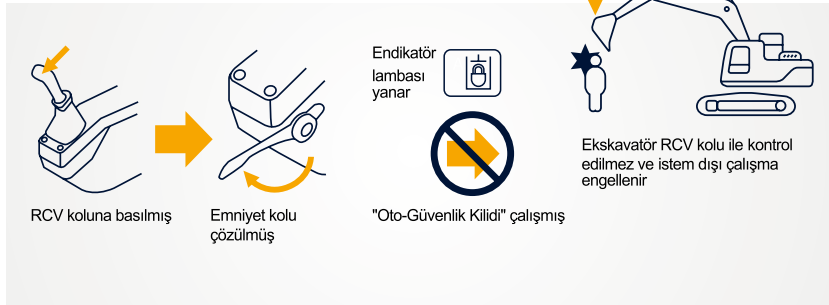 Endikatör
lambası
yanar
Ekskavatör RCV kolu ile kontrol
edilmez ve istem dışı çalışma
engellenir
RCV koluna basılmış
Emniyet kolu
çözülmüş
"Oto-Güvenlik Kilidi" çalışmış